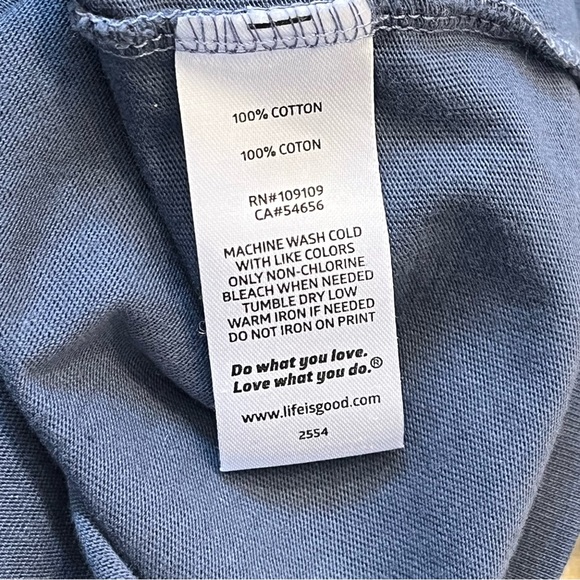 100% COTTON
100% COTON
RN#109109
CA#54656
MACHINE WASH COLD
WITH LIKE COLORS
ONLY NON-CHLORINE
BLEACH WHEN NEEDED
TUMBLE DRY LOW
WARM IRON IF NEEDED
DO NOT IRON ON PRINT
Do what you love.
Love what you do.®
www.lifeisgood.com
2554